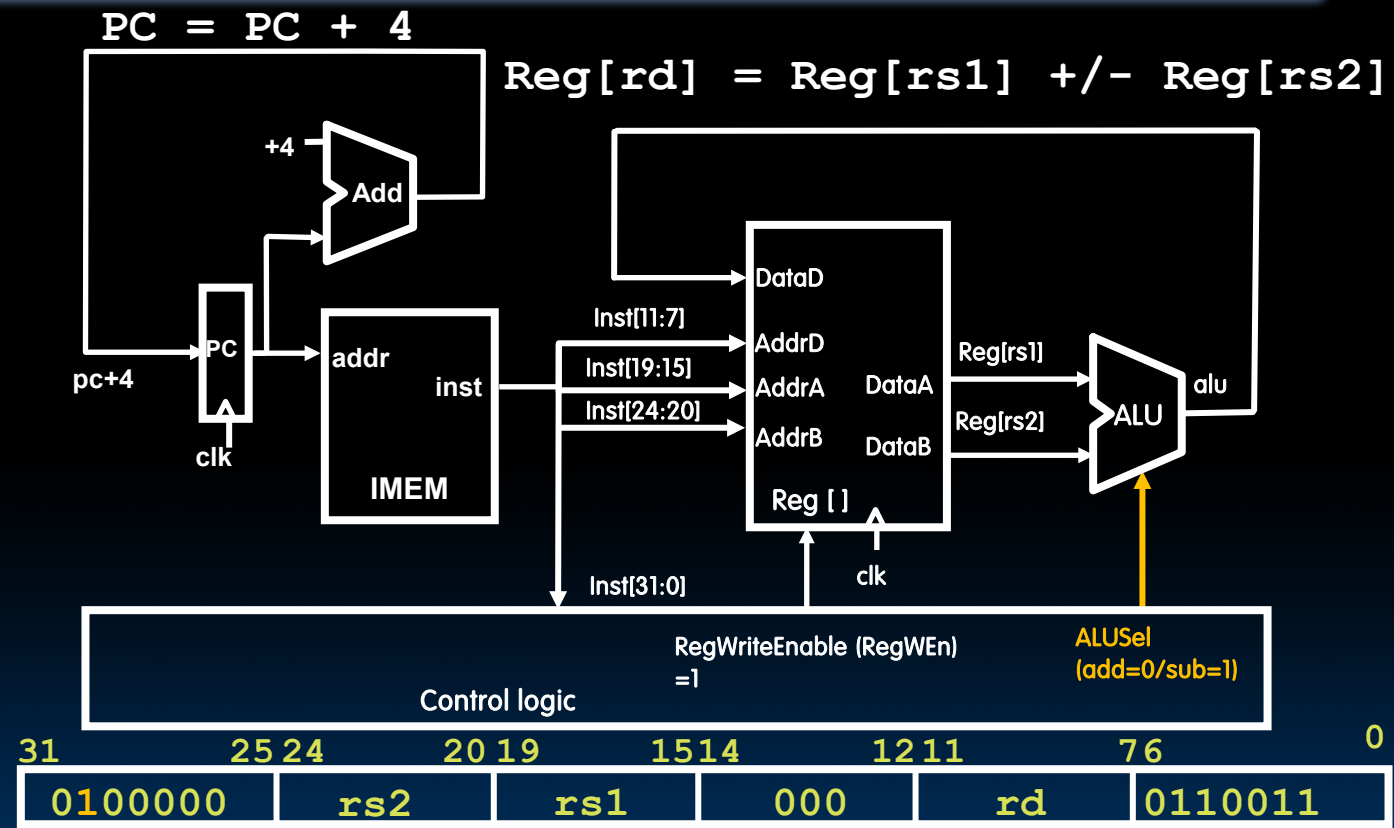 PC = PC + 4
Reg[rd] = Reg[rs1] +/- Reg[rs2]
+4
Add
DataD
Inst[11:7]
PC
addr
AddrD
Reg[rs1]
pc+4
inst
Inst[19:15]
AddrA
DataA
alu
Inst[24:20]
Reg[rs2]
ALU
AddrB
DataB
clk
IMEM
Reg [ ]
clk
Inst[31:0]
RegWriteEnable (RegWEn)
=1
ALUSel
(add=0/sub=1)
Control logic
31 25 24 20 19 15 14 12 11 7 6 0
0100000 rs2 rs1 000 rd 0110011